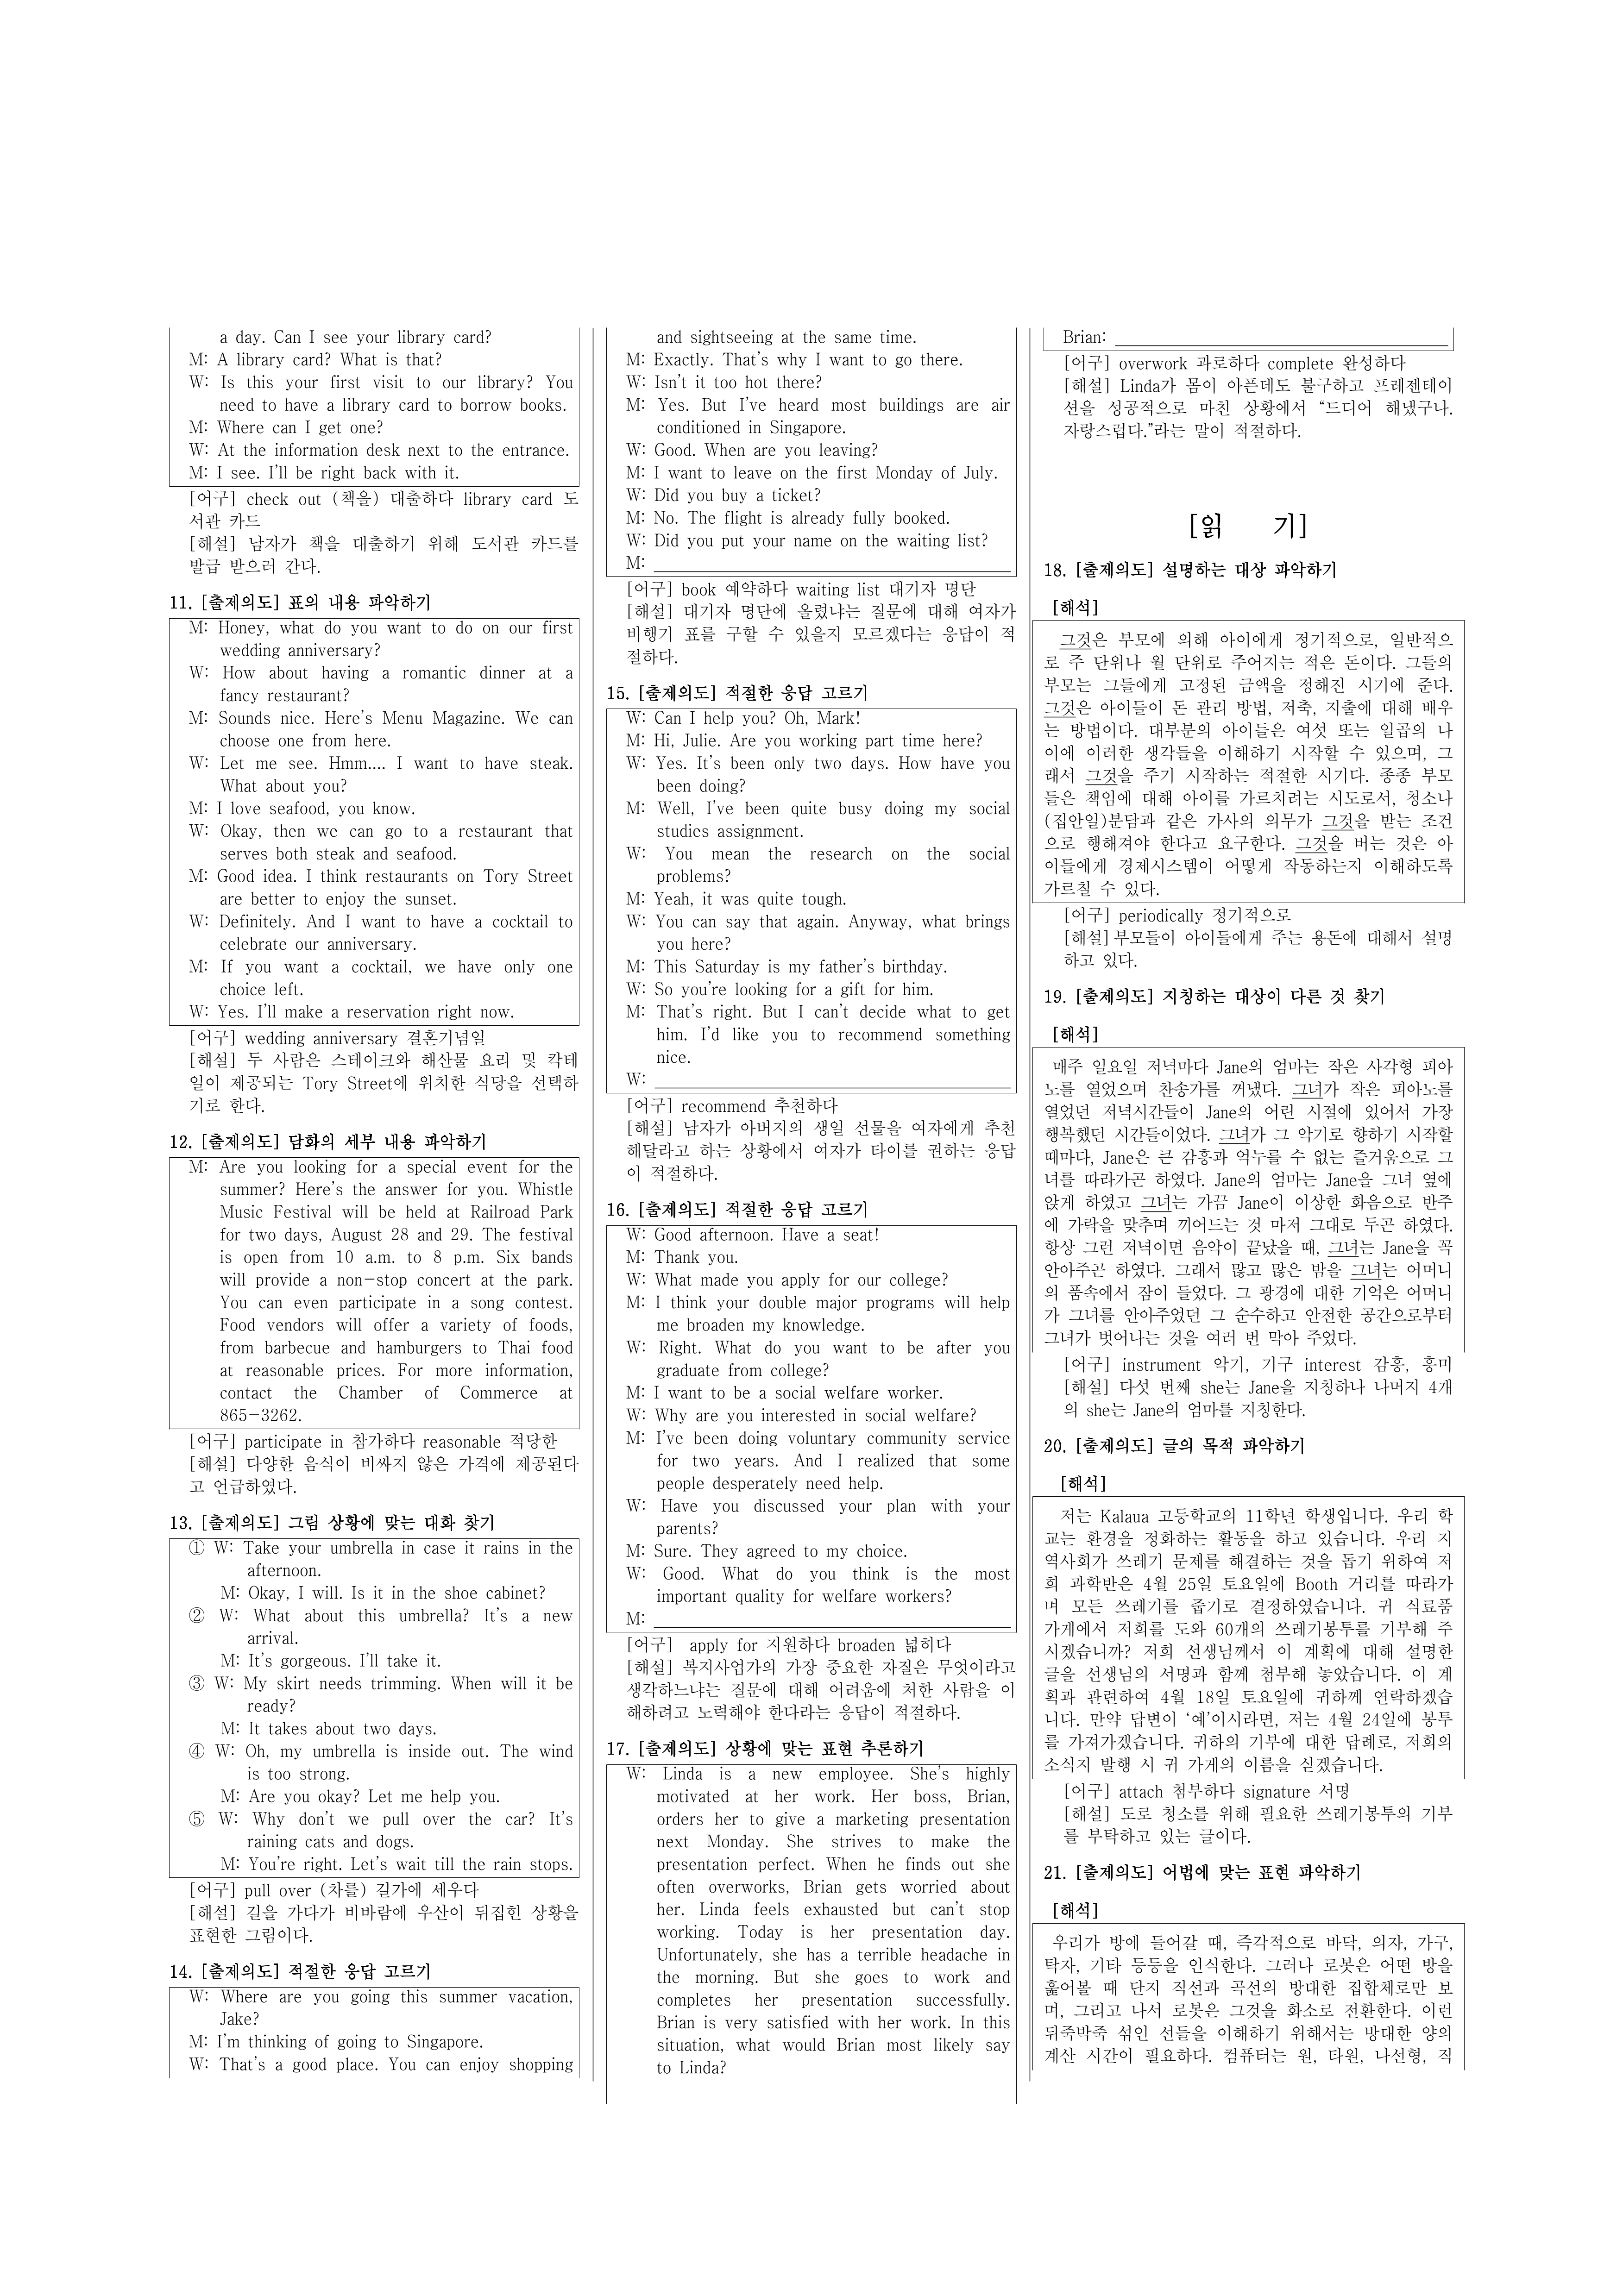 a day. Can I see your library card?
M: A library card? What is that?
W: Is this your first visit to our library? You
need to have a library card to borrow books.
M: Where can I get one?
W: At the information desk next to the entrance.
M: I see. I'll be right back with it.
[어구] check out (책을) 대출하다 library card 도
서관 카드
[해설] 남자가 책을 대출하기 위해 도서관 카드를
발급 받으러 간다.
11. [출제의도] 표의 내용 파악하기
M: Honey, what do you want to do on our first
wedding anniversary?
W: How about having a romantic dinner at a
fancy restaurant?
M: Sounds nice. Here's Menu Magazine. We can
choose one from here.
W: Let me see. Hmm.... I want to have steak.
What about you?
M: I love seafood, you know.
W: Okay, then we can go to a restaurant that
serves both steak and seafood.
M: Good idea. I think restaurants on Tory Street
are better to enjoy the sunset.
W: Definitely. And I want to have a cocktail to
celebrate our anniversary.
M: If you want a cocktail, we have only one
choice left.
W: Yes. I'll make a reservation right now.
[어구] wedding anniversary 결혼기념일
[해설] 두 사람은 스테이크와 해산물 요리 및 칵테
일이 제공되는 Tory Street에 위치한 식당을 선택하
기로 한다.
12. [출제의도] 담화의 세부 내용 파악하기
M: Are you looking for a special event for the
summer? Here's the answer for you. Whistle
Music Festival will be held at Railroad Park
for two days, August 28 and 29. The festival
is open from 10 a.m. to 8 p.m. Six bands
will provide a non-stop concert at the park.
You can even participate in a song contest.
Food vendors will offer a variety of foods,
from barbecue and hamburgers to Thai food
at reasonable prices. For more information,
contact the Chamber of Commerce at
865-3262.
[어구] participate in 참가하다 reasonable 적당한
[해설] 다양한 음식이 비싸지 않은 가격에 제공된다
고 언급하였다.
13. [출제의도] 그림 상황에 맞는 대화 찾기
① W: Take your umbrella in case it rains in the
afternoon.
M: Okay, I will. Is it in the shoe cabinet?
② W: What about this umbrella? It's a new
arrival.
M: It's gorgeous. I'll take it.
③ W: My skirt needs trimming. When will it be
ready?
M: It takes about two days.
④ W: Oh, my umbrella is inside out. The wind
is too strong.
M: Are you okay? Let me help you.
⑤ W: Why don't we pull over the car? It's
raining cats and dogs.
M: You're right. Let's wait till the rain stops.
[어구] pull over (차를) 길가에 세우다
[해설] 길을 가다가 비바람에 우산이 뒤집힌 상황을
표현한 그림이다.
14. [출제의도] 적절한 응답 고르기
W: Where are you going this summer vacation,
Jake?
M: I'm thinking of going to Singapore.
W: That's a good place. You can enjoy shopping
and sightseeing at the same time.
M: Exactly. That's why I want to go there.
W: Isn't it too hot there?
M: Yes. But I've heard most buildings are air
conditioned in Singapore.
W: Good. When are you leaving?
M: I want to leave on the first Monday of July.
W: Did you buy a ticket?
M: No. The flight is already fully booked.
W: Did you put your name on the waiting list?
M:
[어구] book 예약하다 waiting list 대기자 명단
[해설] 대기자 명단에 올렸냐는 질문에 대해 여자가
비행기 표를 구할 수 있을지 모르겠다는 응답이 적
절하다.
15. [출제의도] 적절한 응답 고르기
W: Can I help you? Oh, Mark!
M: Hi, Julie. Are you working part time here?
W: Yes. It's been only two days. How have you
been doing?
M: Well, I've been quite busy doing my social
studies assignment.
W: You mean the research on the social
problems?
M: Yeah, it was quite tough.
W: You can say that again. Anyway, what brings
you here?
M: This Saturday is my father's birthday.
W: So you're looking for a gift for him.
M: That's right. But I can't decide what to get
him. I'd like you to recommend something
nice.
W:
[어구] recommend 추천하다
[해설] 남자가 아버지의 생일 선물을 여자에게 추천
해달라고 하는 상황에서 여자가 타이를 권하는 응답
이 적절하다.
16. [출제의도] 적절한 응답 고르기
W: Good afternoon. Have a seat!
M: Thank you.
W: What made you apply for our college?
M: I think your double major programs will help
me broaden my knowledge.
W: Right. What do you want to be after you
graduate from college?
M: I want to be a social welfare worker.
W: Why are you interested in social welfare?
M: I've been doing voluntary community service
for two years. And I realized that some
people desperately need help.
W: Have you discussed your plan with your
parents?
M: Sure. They agreed to my choice.
W: Good. What do you think is the most
important quality for welfare workers?
M:
[어구] apply for 지원하다 broaden 넓히다
[해설] 복지사업가의 가장 중요한 자질은 무엇이라고
생각하느냐는 질문에 대해 어려움에 처한 사람을 이
해하려고 노력해야 한다라는 응답이 적절하다.
17. [출제의도] 상황에 맞는 표현 추론하기
W: Linda is a new employee. She's highly
motivated at her work. Her boss, Brian,
orders her to give a marketing presentation
next Monday. She strives to make the
presentation perfect. When he finds out she
often overworks, Brian gets worried about
her. Linda feels exhausted but can't stop
working. Today is her presentation day.
Unfortunately, she has a terrible headache in
the morning. But she goes to work and
completes her presentation successfully.
Brian is very satisfied with her work. In this
situation, what would Brian most likely say
to Linda?
Brian:
[어구] overwork 과로하다 complete 완성하다
[해설] Linda가 몸이 아픈데도 불구하고 프레젠테이
션을 성공적으로 마친 상황에서 “드디어 해냈구나.
자랑스럽다.”라는 말이 적절하다.
[읽 기]
18. [출제의도] 설명하는 대상 파악하기
[해석]
그것은 부모에 의해 아이에게 정기적으로, 일반적으
로 주 단위나 월 단위로 주어지는 적은 돈이다. 그들의
부모는 그들에게 고정된 금액을 정해진 시기에 준다.
그것은 아이들이 돈 관리 방법, 저축, 지출에 대해 배우
는 방법이다. 대부분의 아이들은 여섯 또는 일곱의 나
이에 이러한 생각들을 이해하기 시작할 수 있으며, 그
래서 그것을 주기 시작하는 적절한 시기다. 종종 부모
들은 책임에 대해 아이를 가르치려는 시도로서, 청소나
(집안일)분담과 같은 가사의 의무가 그것을 받는 조건
으로 행해져야 한다고 요구한다. 그것을 버는 것은 아
이들에게 경제시스템이 어떻게 작동하는지 이해하도록
가르칠 수 있다.
[어구] periodically 정기적으로
[해설] 부모들이 아이들에게 주는 용돈에 대해서 설명
하고 있다.
19. [출제의도] 지칭하는 대상이 다른 것 찾기
[해석]
매주 일요일 저녁마다 Jane의 엄마는 작은 사각형 피아
노를 열었으며 찬송가를 꺼냈다. 그녀가 작은 피아노를
열었던 저녁시간들이 Jane의 어린 시절에 있어서 가장
행복했던 시간들이었다. 그녀가 그 악기로 향하기 시작할
때마다, Jane은 큰 감흥과 억누를 수 없는 즐거움으로 그
녀를 따라가곤 하였다. Jane의 엄마는 Jane을 그녀 옆에
앉게 하였고 그녀는 가끔 Jane이 이상한 화음으로 반주
에 가락을 맞추며 끼어드는 것 마저 그대로 두곤 하였다.
항상 그런 저녁이면 음악이 끝났을 때, 그녀는 Jane을 꼭
안아주곤 하였다. 그래서 많고 많은 밤을 그녀는 어머니
의 품속에서 잠이 들었다. 그 광경에 대한 기억은 어머니
가 그녀를 안아주었던 그 순수하고 안전한 공간으로부터
그녀가 벗어나는 것을 여러 번 막아 주었다.
[어구] instrument 악기, 기구 interest 감흥, 흥미
[해설] 다섯 번째 she는 Jane을 지칭하나 나머지 4개
의 she는 Jane의 엄마를 지칭한다.
20. [출제의도] 글의 목적 파악하기
[해석]
저는 Kalaua 고등학교의 11학년 학생입니다. 우리 학
교는 환경을 정화하는 활동을 하고 있습니다. 우리 지
역사회가 쓰레기 문제를 해결하는 것을 돕기 위하여 저
희 과학반은 4월 25일 토요일에 Booth 거리를 따라가
며 모든 쓰레기를 줍기로 결정하였습니다. 귀 식료품
가게에서 저희를 도와 60개의 쓰레기봉투를 기부해 주
시겠습니까? 저희 선생님께서 이 계획에 대해 설명한
글을 선생님의 서명과 함께 첨부해 놓았습니다. 이 계
획과 관련하여 4월 18일 토요일에 귀하께 연락하겠습
니다. 만약 답변이 ‘예’이시라면, 저는 4월 24일에 봉투
를 가져가겠습니다. 귀하의 기부에 대한 답례로, 저희의
소식지 발행 시 귀 가게의 이름을 싣겠습니다.
[어구] attach 첨부하다 signature 서명
[해설] 도로 청소를 위해 필요한 쓰레기봉투의 기부
를 부탁하고 있는 글이다.
21. [출제의도] 어법에 맞는 표현 파악하기
[해석]
우리가 방에 들어갈 때, 즉각적으로 바닥, 의자, 가구,
탁자, 기타 등등을 인식한다. 그러나 로봇은 어떤 방을
훑어볼 때 단지 직선과 곡선의 방대한 집합체로만 보
며, 그리고 나서 로봇은 그것을 화소로 전환한다. 이런
뒤죽박죽 섞인 선들을 이해하기 위해서는 방대한 양의
계산 시간이 필요하다. 컴퓨터는 원, 타원, 나선형, 직